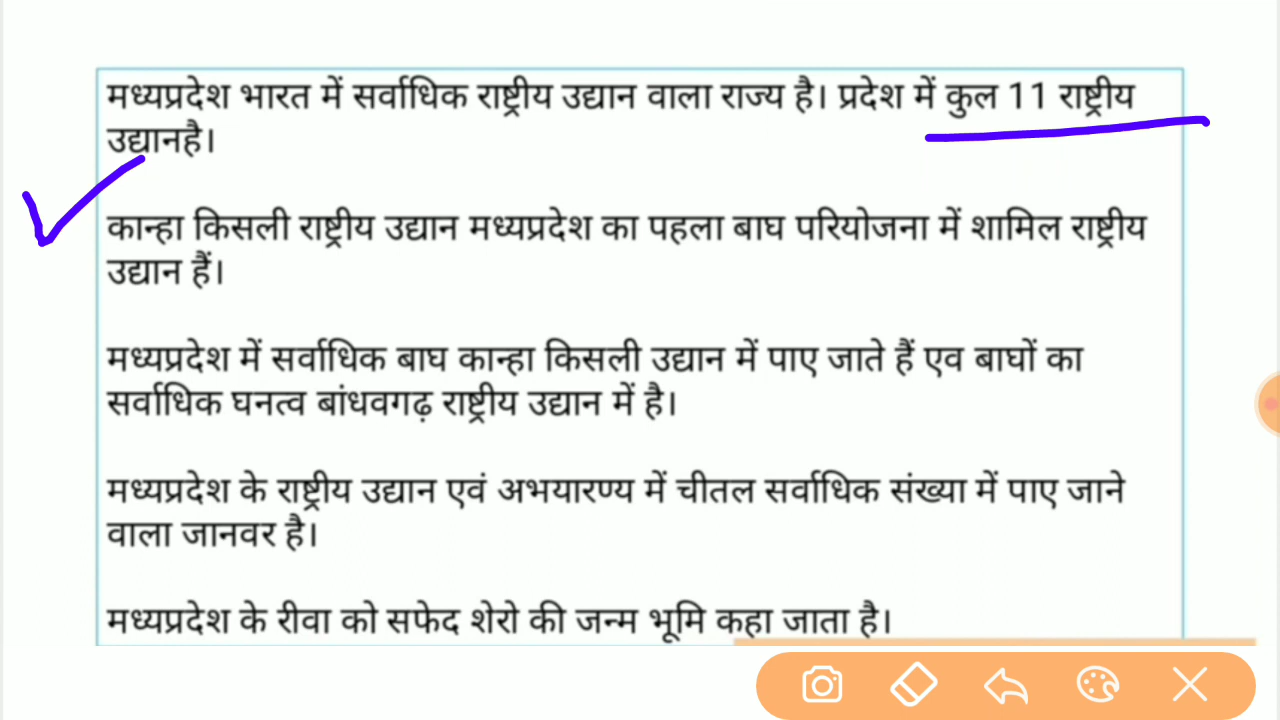 मध्यप्रदेश भारत में सर्वाधिक राष्ट्रीय उद्यान वाला राज्य है। प्रदेश में कुल 11 राष्ट्रीय
उद्यानहै।
कान्हा किसली राष्ट्रीय उद्यान मध्यप्रदेश का पहला बाघ परियोजना में शामिल राष्ट्रीय
उद्यान हैं।
मध्यप्रदेश में सर्वाधिक बाघ कान्हा किसली उद्यान में पाए जाते हैं एव बाघों का
सर्वाधिक घनत्व बांधवगढ़ राष्ट्रीय उद्यान में है।
मध्यप्रदेश के राष्ट्रीय उद्यान एवं अभयारण्य में चीतल सर्वाधिक संख्या में पाए जाने
वाला जानवर है।
मध्यप्रदेश के रीवा को सफेद शेरो की जन्म भूमि कहा जाता है।